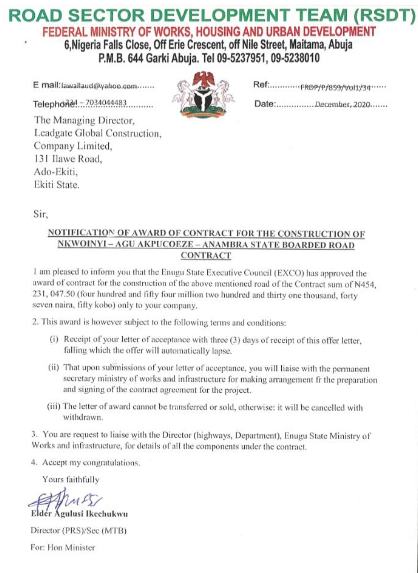 ROAD SECTOR DEVELOPMENT TEAM (RSDT)
FEDERAL MINISTRY OF WORKS, HOUSING AND URBAN DEVELOPMENT
6,Nigeria Falls Close, Off Erie Crescent, off Nile Street, Maitama, Abuja
P.M.B. 644 Garki Abuja. Tel 09-5237951, 09-5238010
E mail:lawalfaud@yahoo.com.......
Ref:............FRDP/P/859/Vol1/34......
Telephone:234 – 7034044483............
Date:................December, 2020.......
The Managing Director,
Leadgate Global Construction,
Company Limited,
131 Ilawe Road,
Ado-Ekiti,
Ekiti State.
Sir,
NOTIFICATION OF AWARD OF CONTRACT FOR THE CONSTRUCTION OF
NKWOINYI – AGU AKPUCOEZE – ANAMBRA STATE BOARDED ROAD
CONTRACT
I am pleased to inform you that the Enugu State Executive Council (EXCO) has approved the
award of contract for the construction of the above mentioned road of the Contract sum of N454,
231, 047.50 (four hundred and fifty four million two hundred and thirty one thousand, forty
seven naira, fifty kobo) only to your company.
2. This award is however subject to the following terms and conditions:
(i) Receipt of your letter of acceptance with three (3) days of receipt of this offer letter,
failing which the offer will automatically lapse.
(ii) That upon submissions of your letter of acceptance, you will liaise with the permanent
secretary ministry of works and infrastructure for making arrangement fr the preparation
and signing of the contract agreement for the project.
(iii) The letter of award cannot be transferred or sold, otherwise: it will be cancelled with
withdrawn.
3. You are request to liaise with the Director (highways, Department), Enugu State Ministry of
Works and infrastructure, for details of all the components under the contract.
4. Accept my congratulations.
Yours faithfully
Elder Agulusi Ikechukwu
Director (PRS)/Sec (MTB)
For: Hon Minister